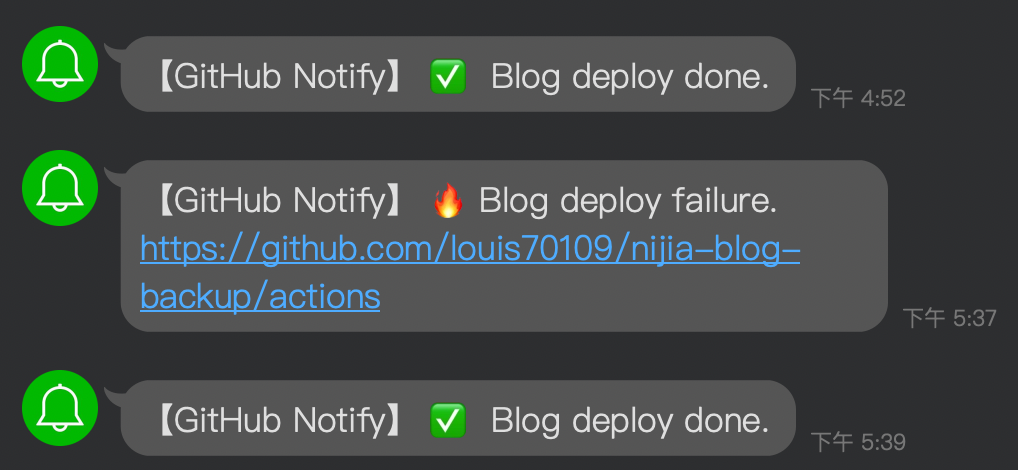 【GitHub Notify】 ✅ Blog deploy done.
下午 4:52
【GitHub Notify】 🔥 Blog deploy failure.
https://github.com/louis70109/nijia-blog-
backup/actions
下午 5:37
【GitHub Notify】 ✅ Blog deploy done.
下午 5:39